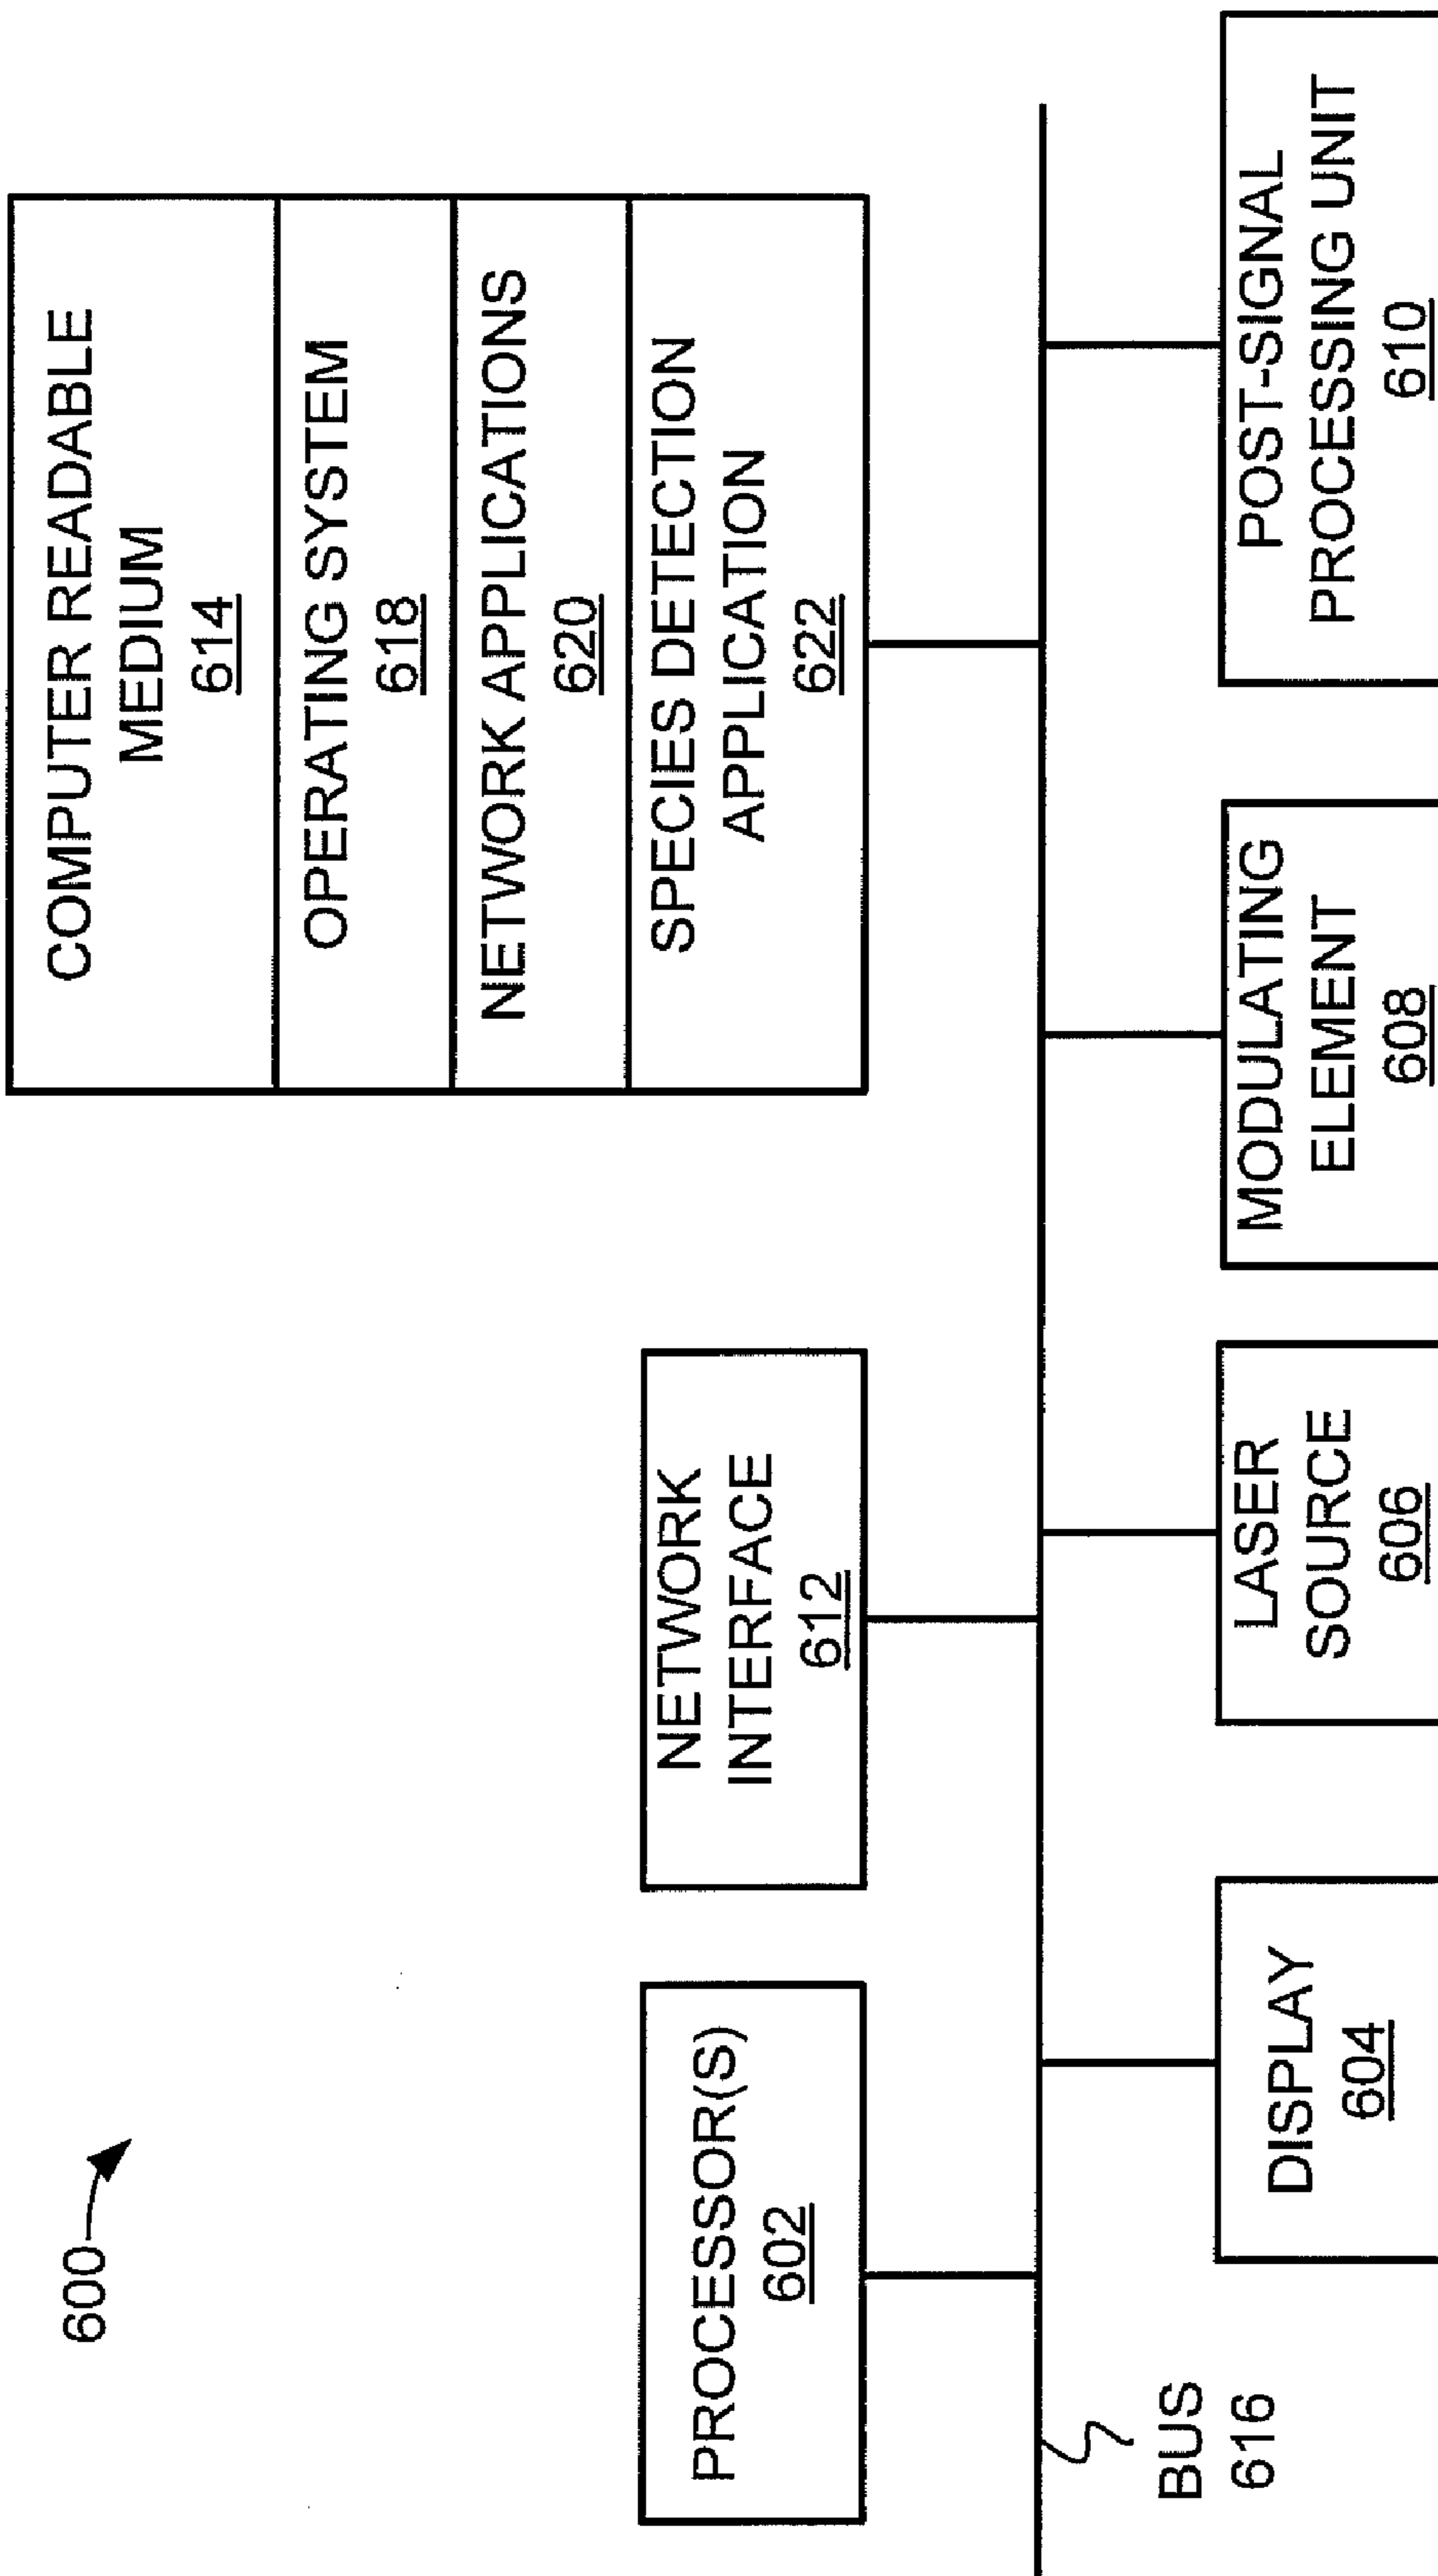 600
COMPUTER READABLE
MEDIUM
614
OPERATING SYSTEM
618
NETWORK APPLICATIONS
620
SPECIES DETECTION
APPLICATION
622
PROCESSOR(S)
602
NETWORK
INTERFACE
612
BUS
616
DISPLAY
604
LASER
SOURCE
606
MODULATING
ELEMENT
608
POST-SIGNAL
PROCESSING UNIT
610